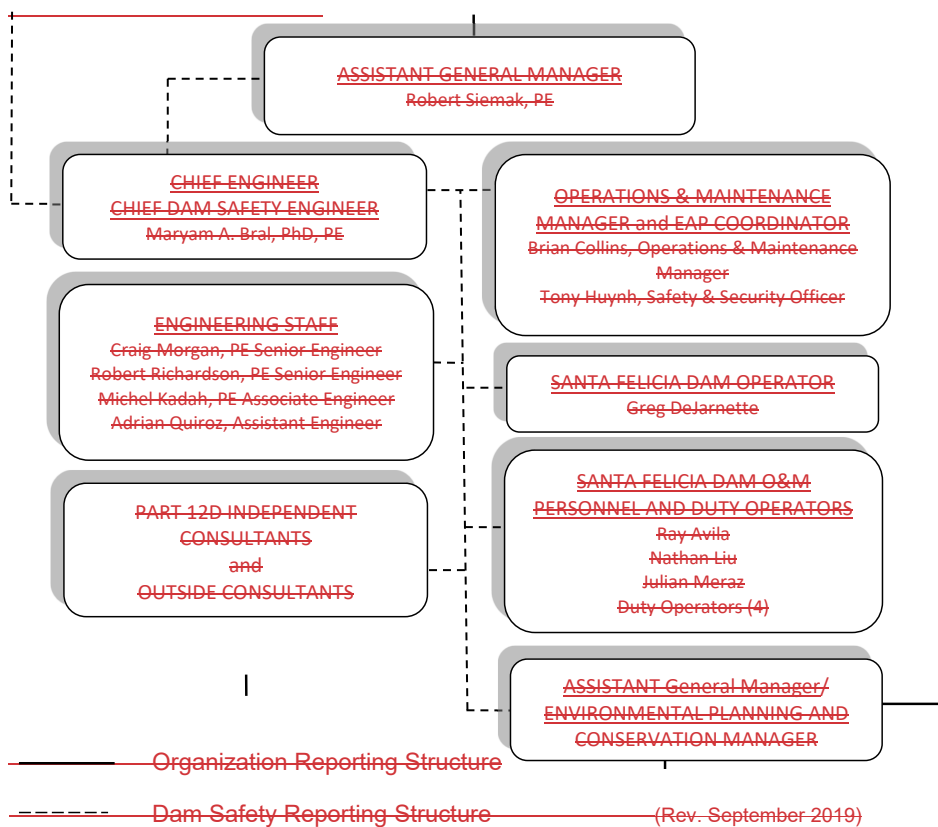 ASSISTANT GENERAL MANAGER
Robert Siemak, PE
CHIEF ENGINEER
CHIEF DAM SAFETY ENGINEER
Maryam A. Bral, PhD, PE
OPERATIONS & MAINTENANCE
MANAGER and EAP COORDINATOR
Brian Collins, Operations & Maintenance
Manager
Tony Huynh, Safety & Security Officer
ENGINEERING STAFF
Craig Morgan, PE Senior Engineer
Robert Richardson, PE Senior Engineer
Michel Kadah, PE Associate Engineer
Adrian Quiroz, Assistant Engineer
SANTA FELICIA DAM OPERATOR
Greg DeJarnette
PART 12D INDEPENDENT
CONSULTANTS
and
OUTSIDE CONSULTANTS
SANTA FELICIA DAM O&M
PERSONNEL AND DUTY OPERATORS
Ray Avila
Nathan Liu
Julian Meraz
Duty Operators (4)
ASSISTANT General Manager/
ENVIRONMENTAL PLANNING AND
CONSERVATION MANAGER
Organization Reporting Structure
Dam Safety Reporting Structure (Rev. September 2019)